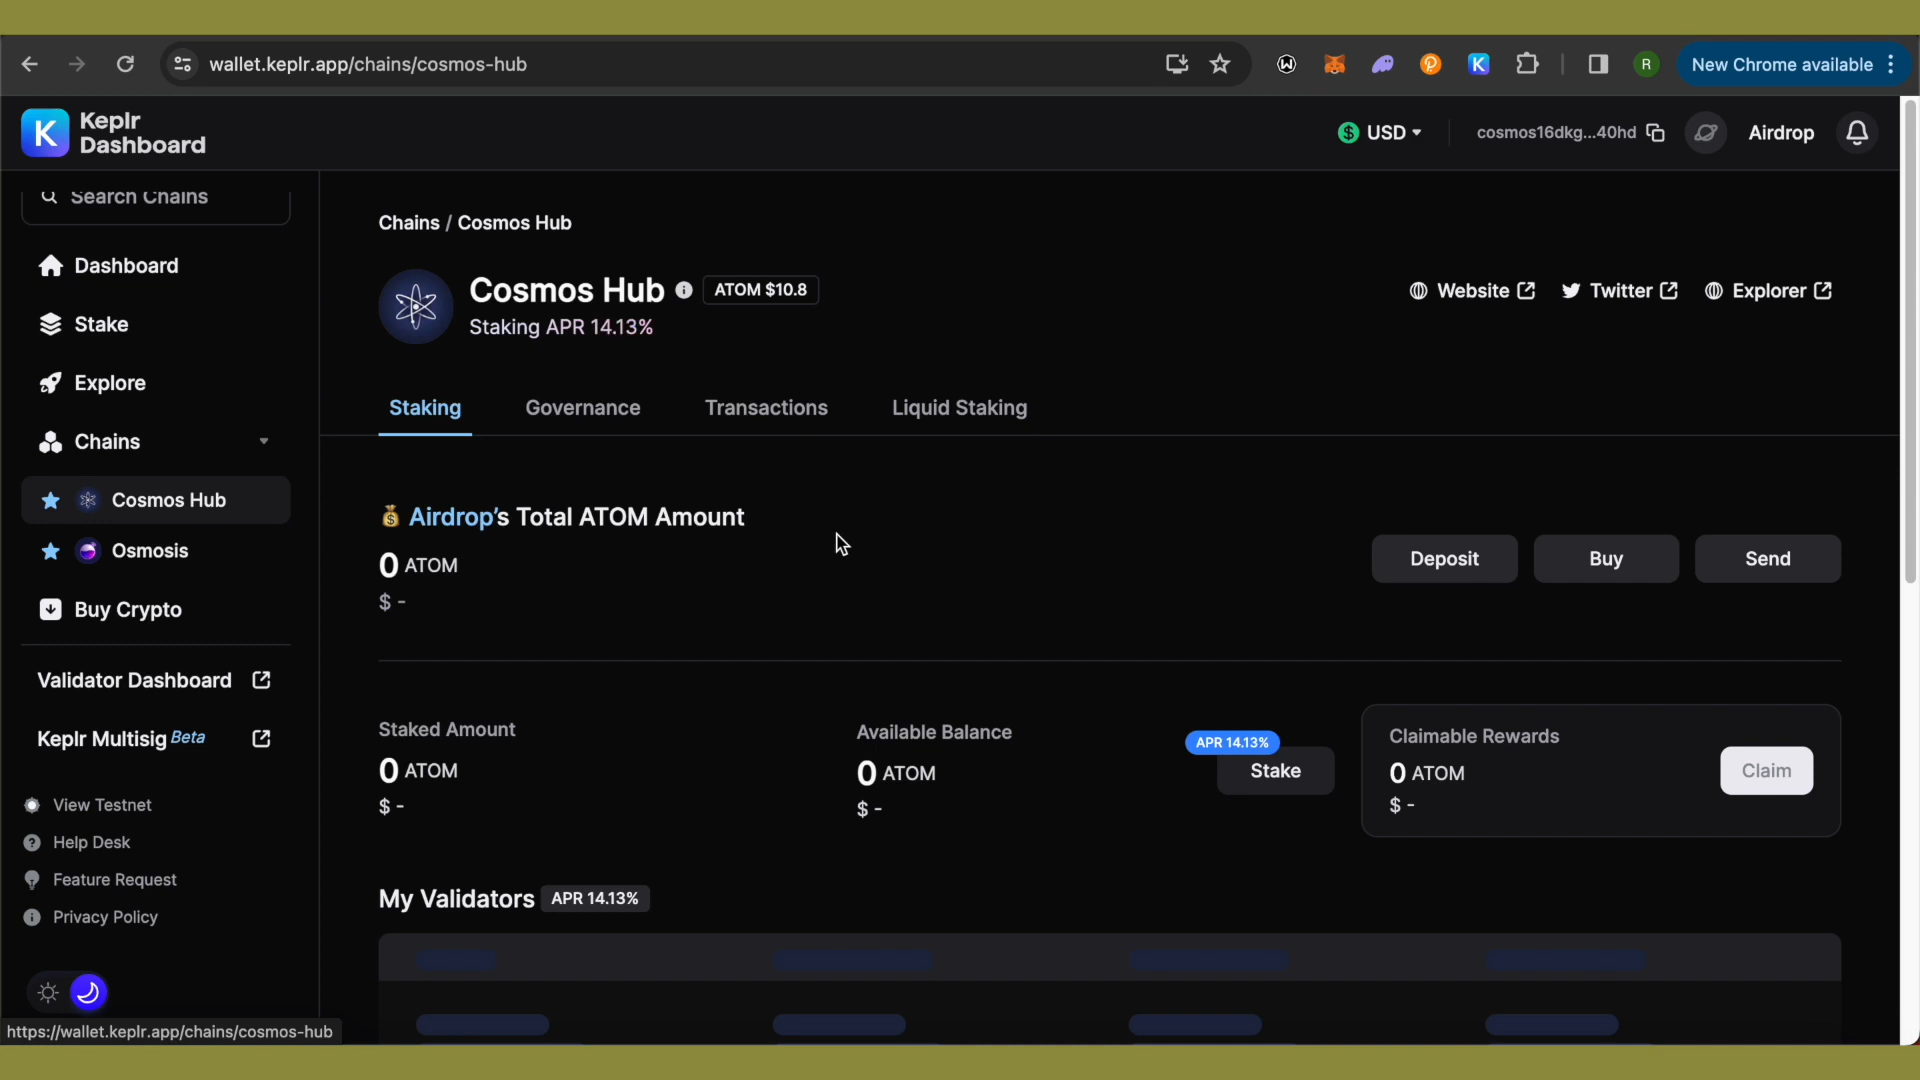 wallet.keplr.app/chains/cosmos-hub
R
New Chrome available
K
Keplr
Dashboard
$ USD
cosmos16dkg...40hd
Airdrop
Search Chains
Dashboard
Stake
Explore
Chains
Cosmos Hub
Osmosis
Buy Crypto
Validator Dashboard
Keplr Multisig Beta
View Testnet
Help Desk
Feature Request
Privacy Policy
https://wallet.keplr.app/chains/cosmos-hub
Chains / Cosmos Hub
Cosmos Hub
ATOM $10.8
Staking APR 14.13%
Website
Twitter
Explorer
Staking
Governance
Transactions
Liquid Staking
Airdrop's Total ATOM Amount
0 ATOM
$ -
Deposit
Buy
Send
Staked Amount
0 ATOM
$ -
Available Balance
0 ATOM
$ -
APR 14.13%
Stake
Claimable Rewards
0 ATOM
$ -
Claim
My Validators
APR 14.13%